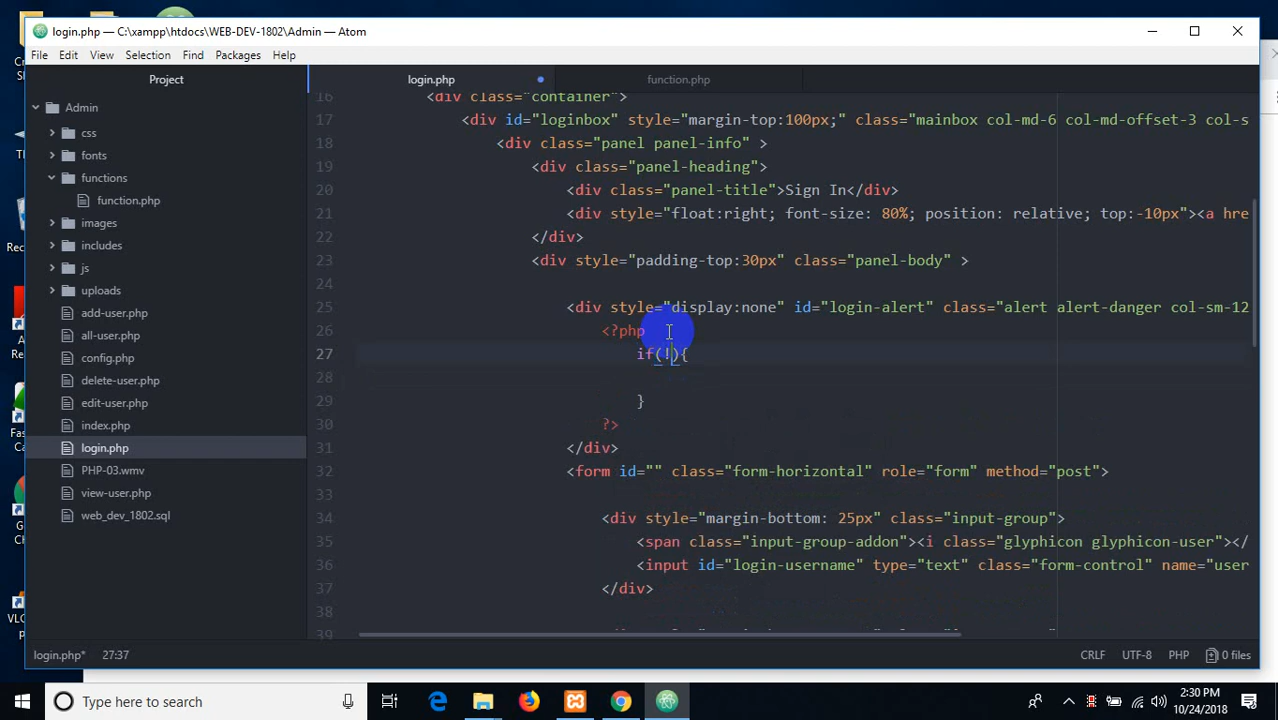 login.php — C:\xampp\htdocs\WEB-DEV-1802\Admin — Atom
File Edit View Selection Find Packages Help
Project
login.php
function.php
Admin
css
fonts
functions
function.php
images
includes
js
uploads
add-user.php
all-user.php
config.php
delete-user.php
edit-user.php
index.php
login.php
PHP-03.wmv
view-user.php
web_dev_1802.sql
16 <div class="container">
17 <div id="loginbox" style="margin-top:100px;" class="mainbox col-md-6 col-md-offset-3 col-s
18 <div class="panel panel-info" >
19 <div class="panel-heading">
20 <div class="panel-title">Sign In</div>
21 <div style="float:right; font-size: 80%; position: relative; top:-10px"><a hre
22 </div>
23 <div style="padding-top:30px" class="panel-body" >
24
25 <div style="display:none" id="login-alert" class="alert alert-danger col-sm-12
26 <?php
27 if(!){
28
29 }
30 ?>
31 </div>
32 <form id="" class="form-horizontal" role="form" method="post">
33
34 <div style="margin-bottom: 25px" class="input-group">
35 <span class="input-group-addon"><i class="glyphicon glyphicon-user"></
36 <input id="login-username" type="text" class="form-control" name="user
37 </div>
38
39
login.php* 27:37
CRLF UTF-8 PHP 0 files
Type here to search
2:30 PM
10/24/2018